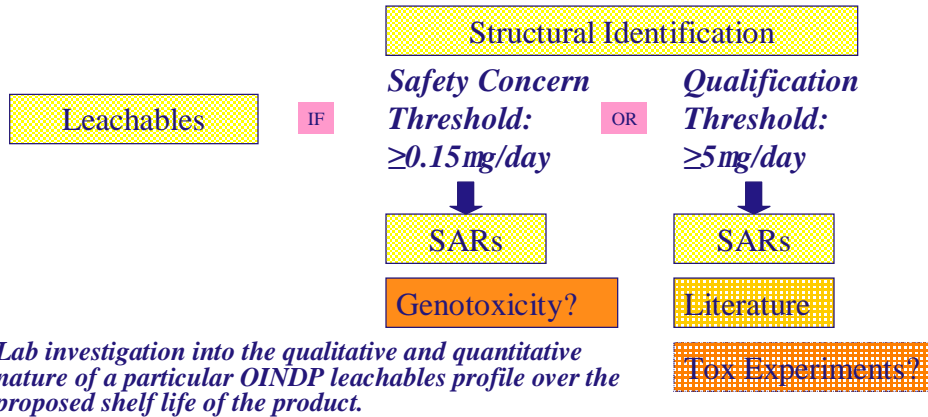 Structural Identification
Leachables
IF
Safety Concern
Threshold:
≥0.15mg/day
OR
Qualification
Threshold:
≥5mg/day
SARs
SARs
Genotoxicity?
Literature
Tox Experiments?
Lab investigation into the qualitative and quantitative
nature of a particular OINDP leachables profile over the
proposed shelf life of the product.